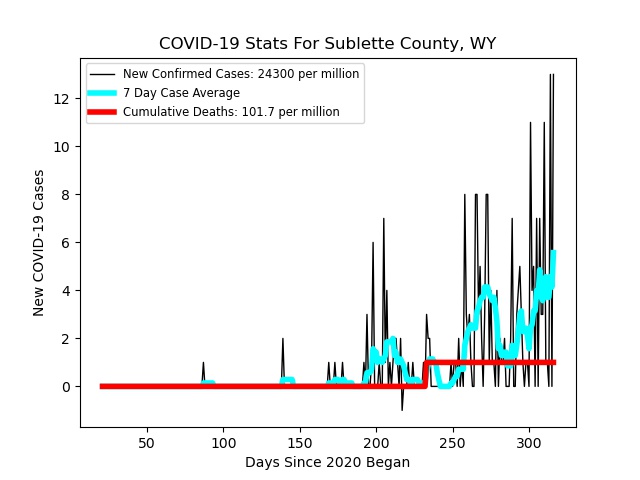 COVID-19 Stats For Sublette County, WY
New Confirmed Cases: 24300 per million
7 Day Case Average
Cumulative Deaths: 101.7 per million
New COVID-19 Cases
12
10
8
6
4
2
0
50 100 150 200 250 300
Days Since 2020 Began